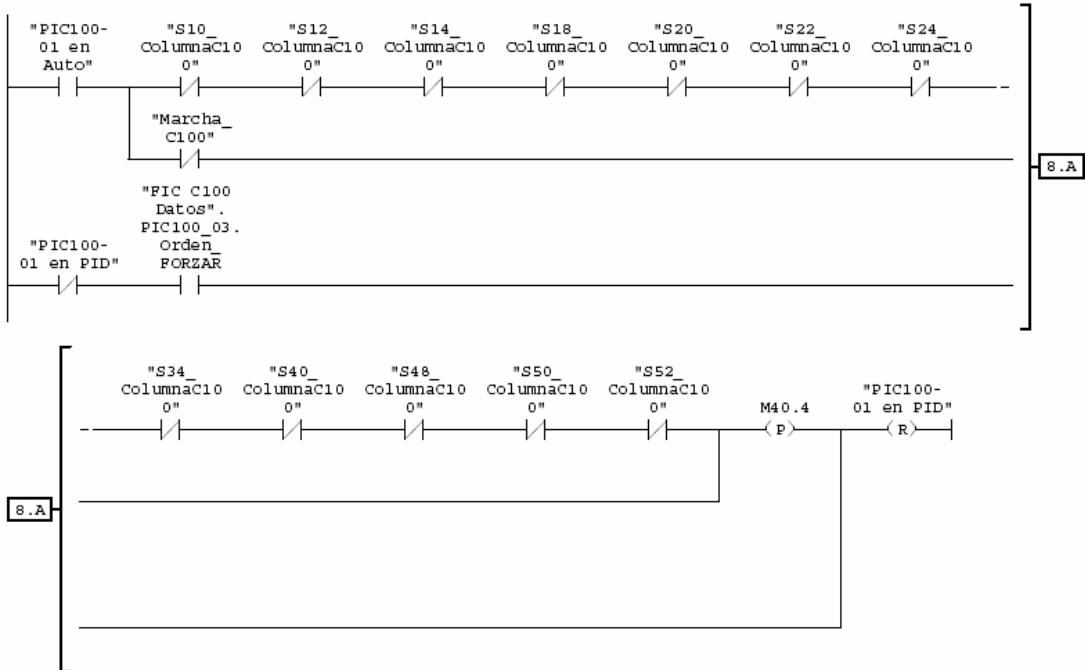 "PIC100-
01 en
Auto"
"S10_
ColumnaC10
0"
"S12_
ColumnaC10
0"
"S14_
ColumnaC10
0"
"S18_
ColumnaC10
0"
"S20_
ColumnaC10
0"
"S22_
ColumnaC10
0"
"S24_
ColumnaC10
0"
"Marcha_
C100"
8.A
"FIC C100
Datos".
PIC100_03.
Orden_
FORZAR
"PIC100-
01 en PID"
"S34_
ColumnaC10
0"
"S40_
ColumnaC10
0"
"S48_
ColumnaC10
0"
"S50_
ColumnaC10
0"
"S52_
ColumnaC10
0"
M40.4
P
"PIC100-
01 en PID"
R
8.A